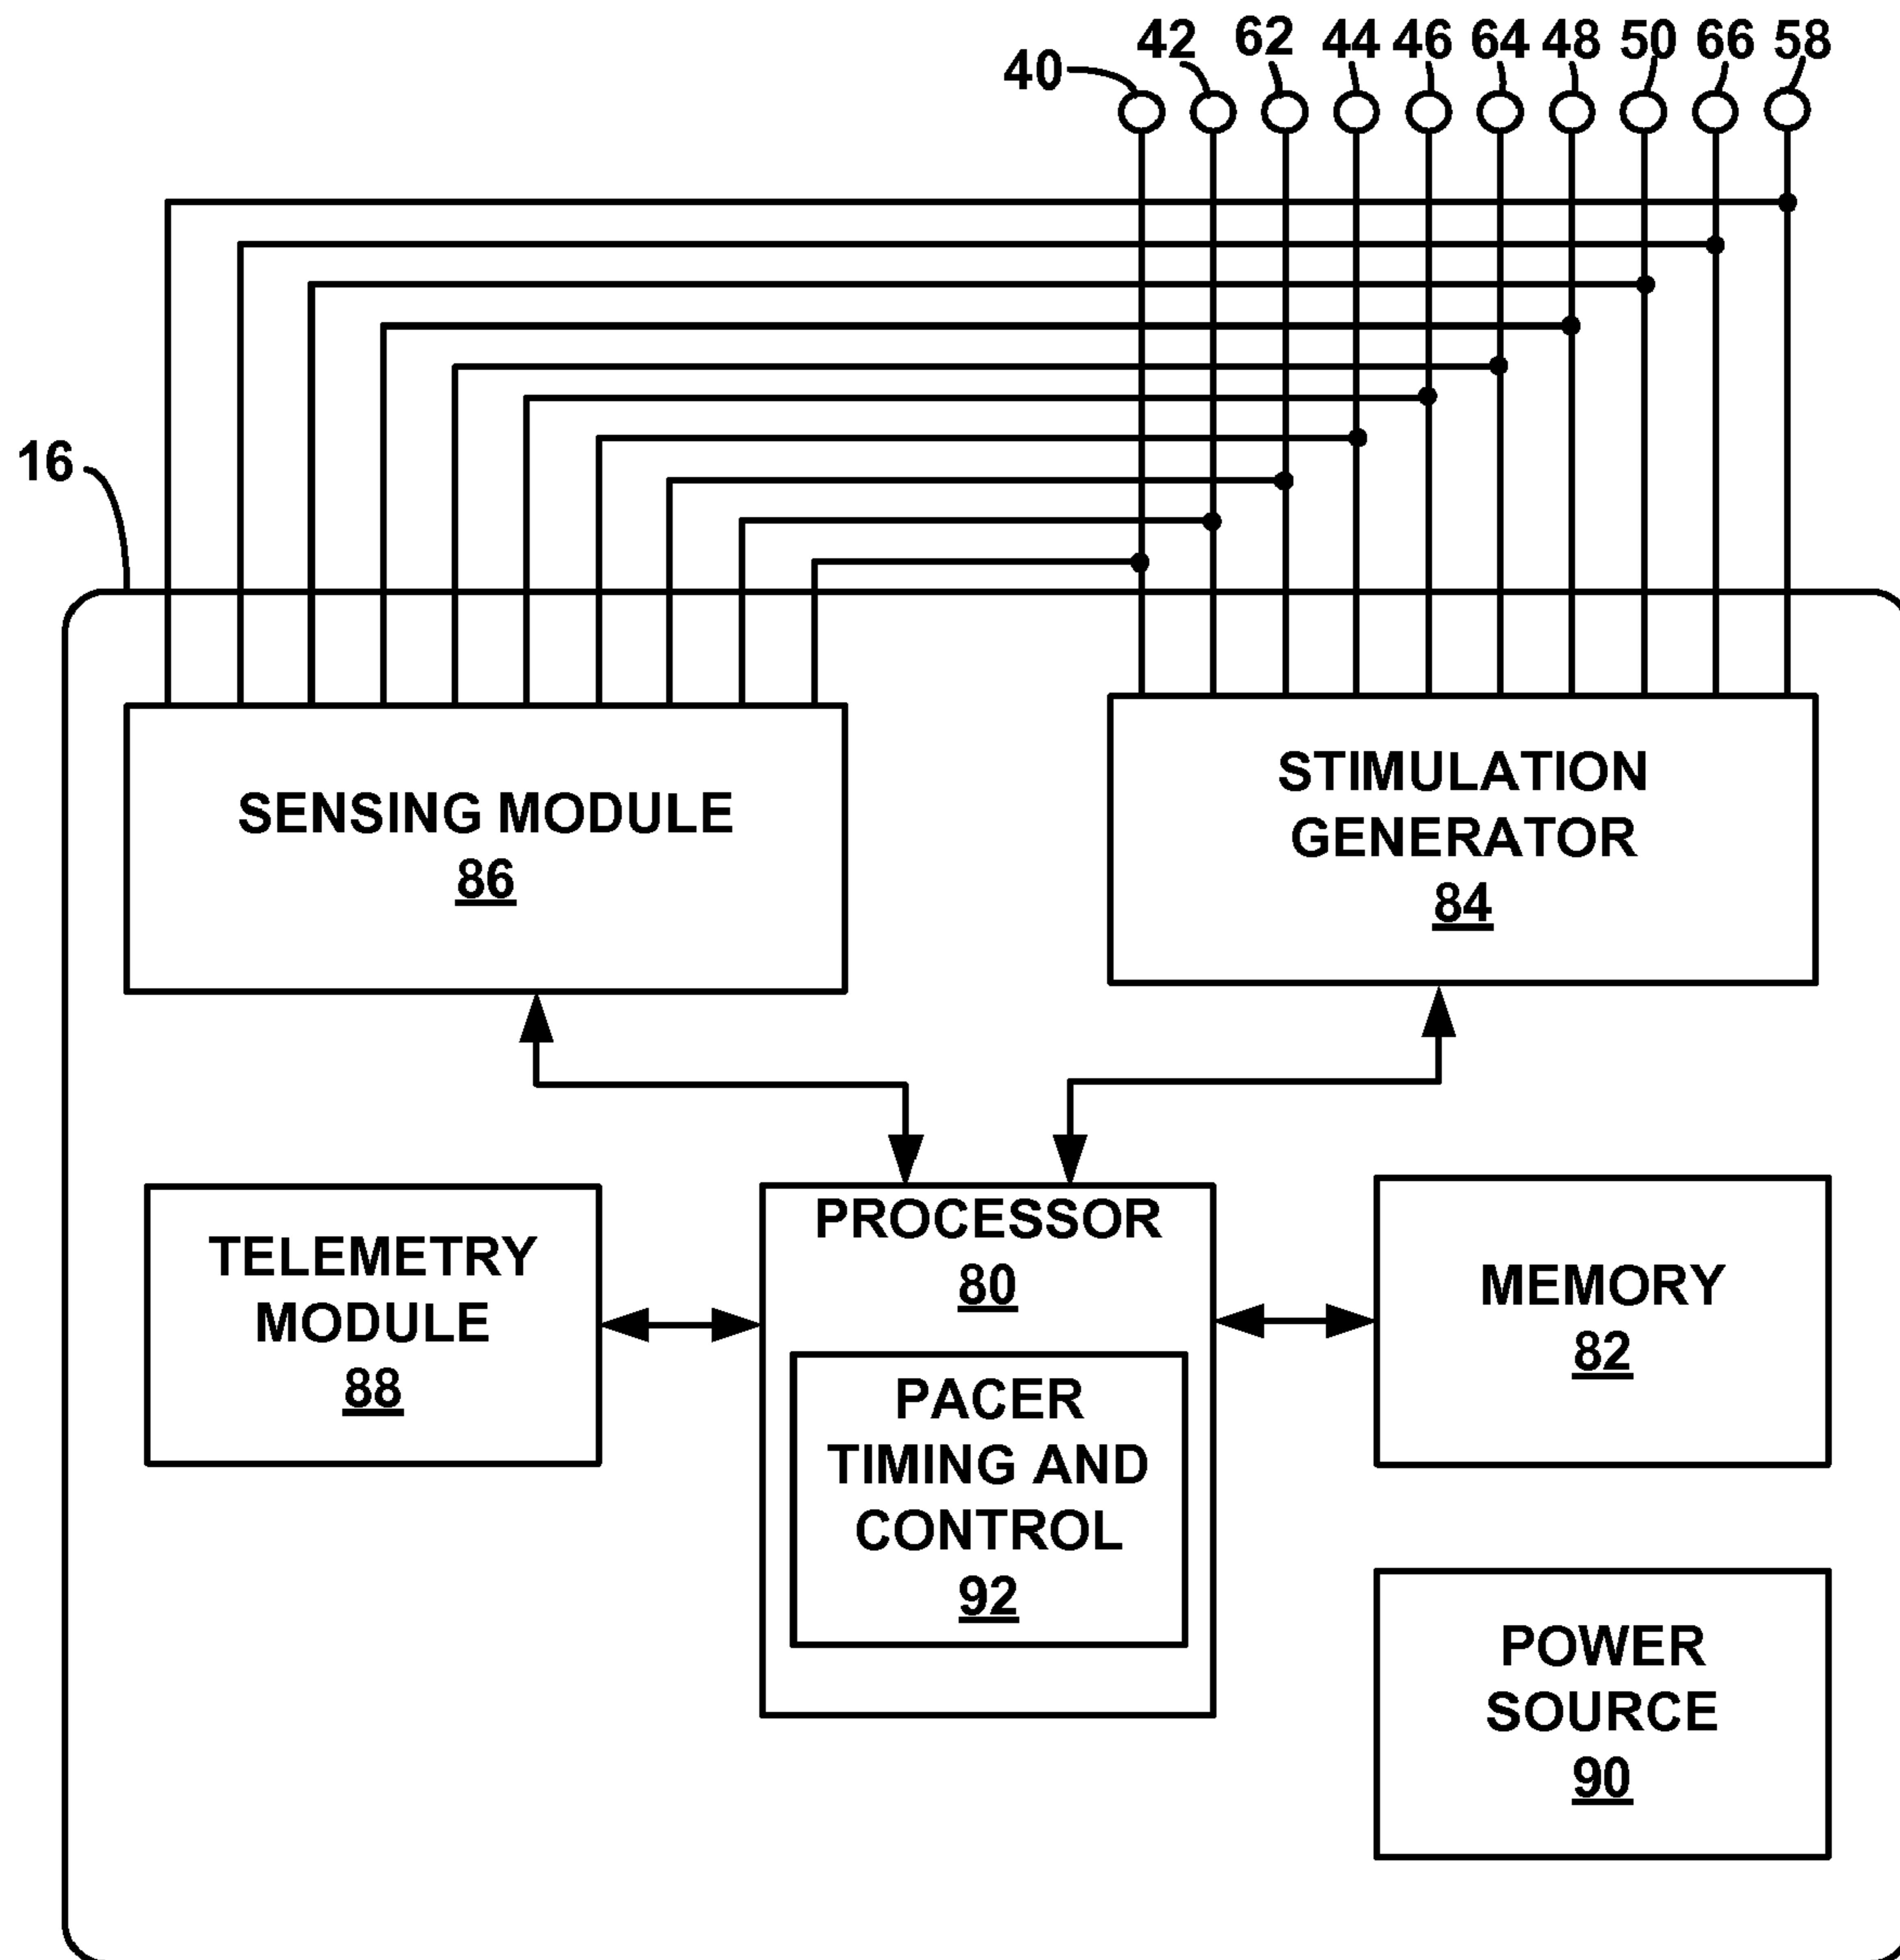 40 42 62 44 46 64 48 50 66 58
16
SENSING MODULE
86
STIMULATION
GENERATOR
84
TELEMETRY
MODULE
88
PROCESSOR
80
PACER
TIMING AND
CONTROL
92
MEMORY
82
POWER
SOURCE
90